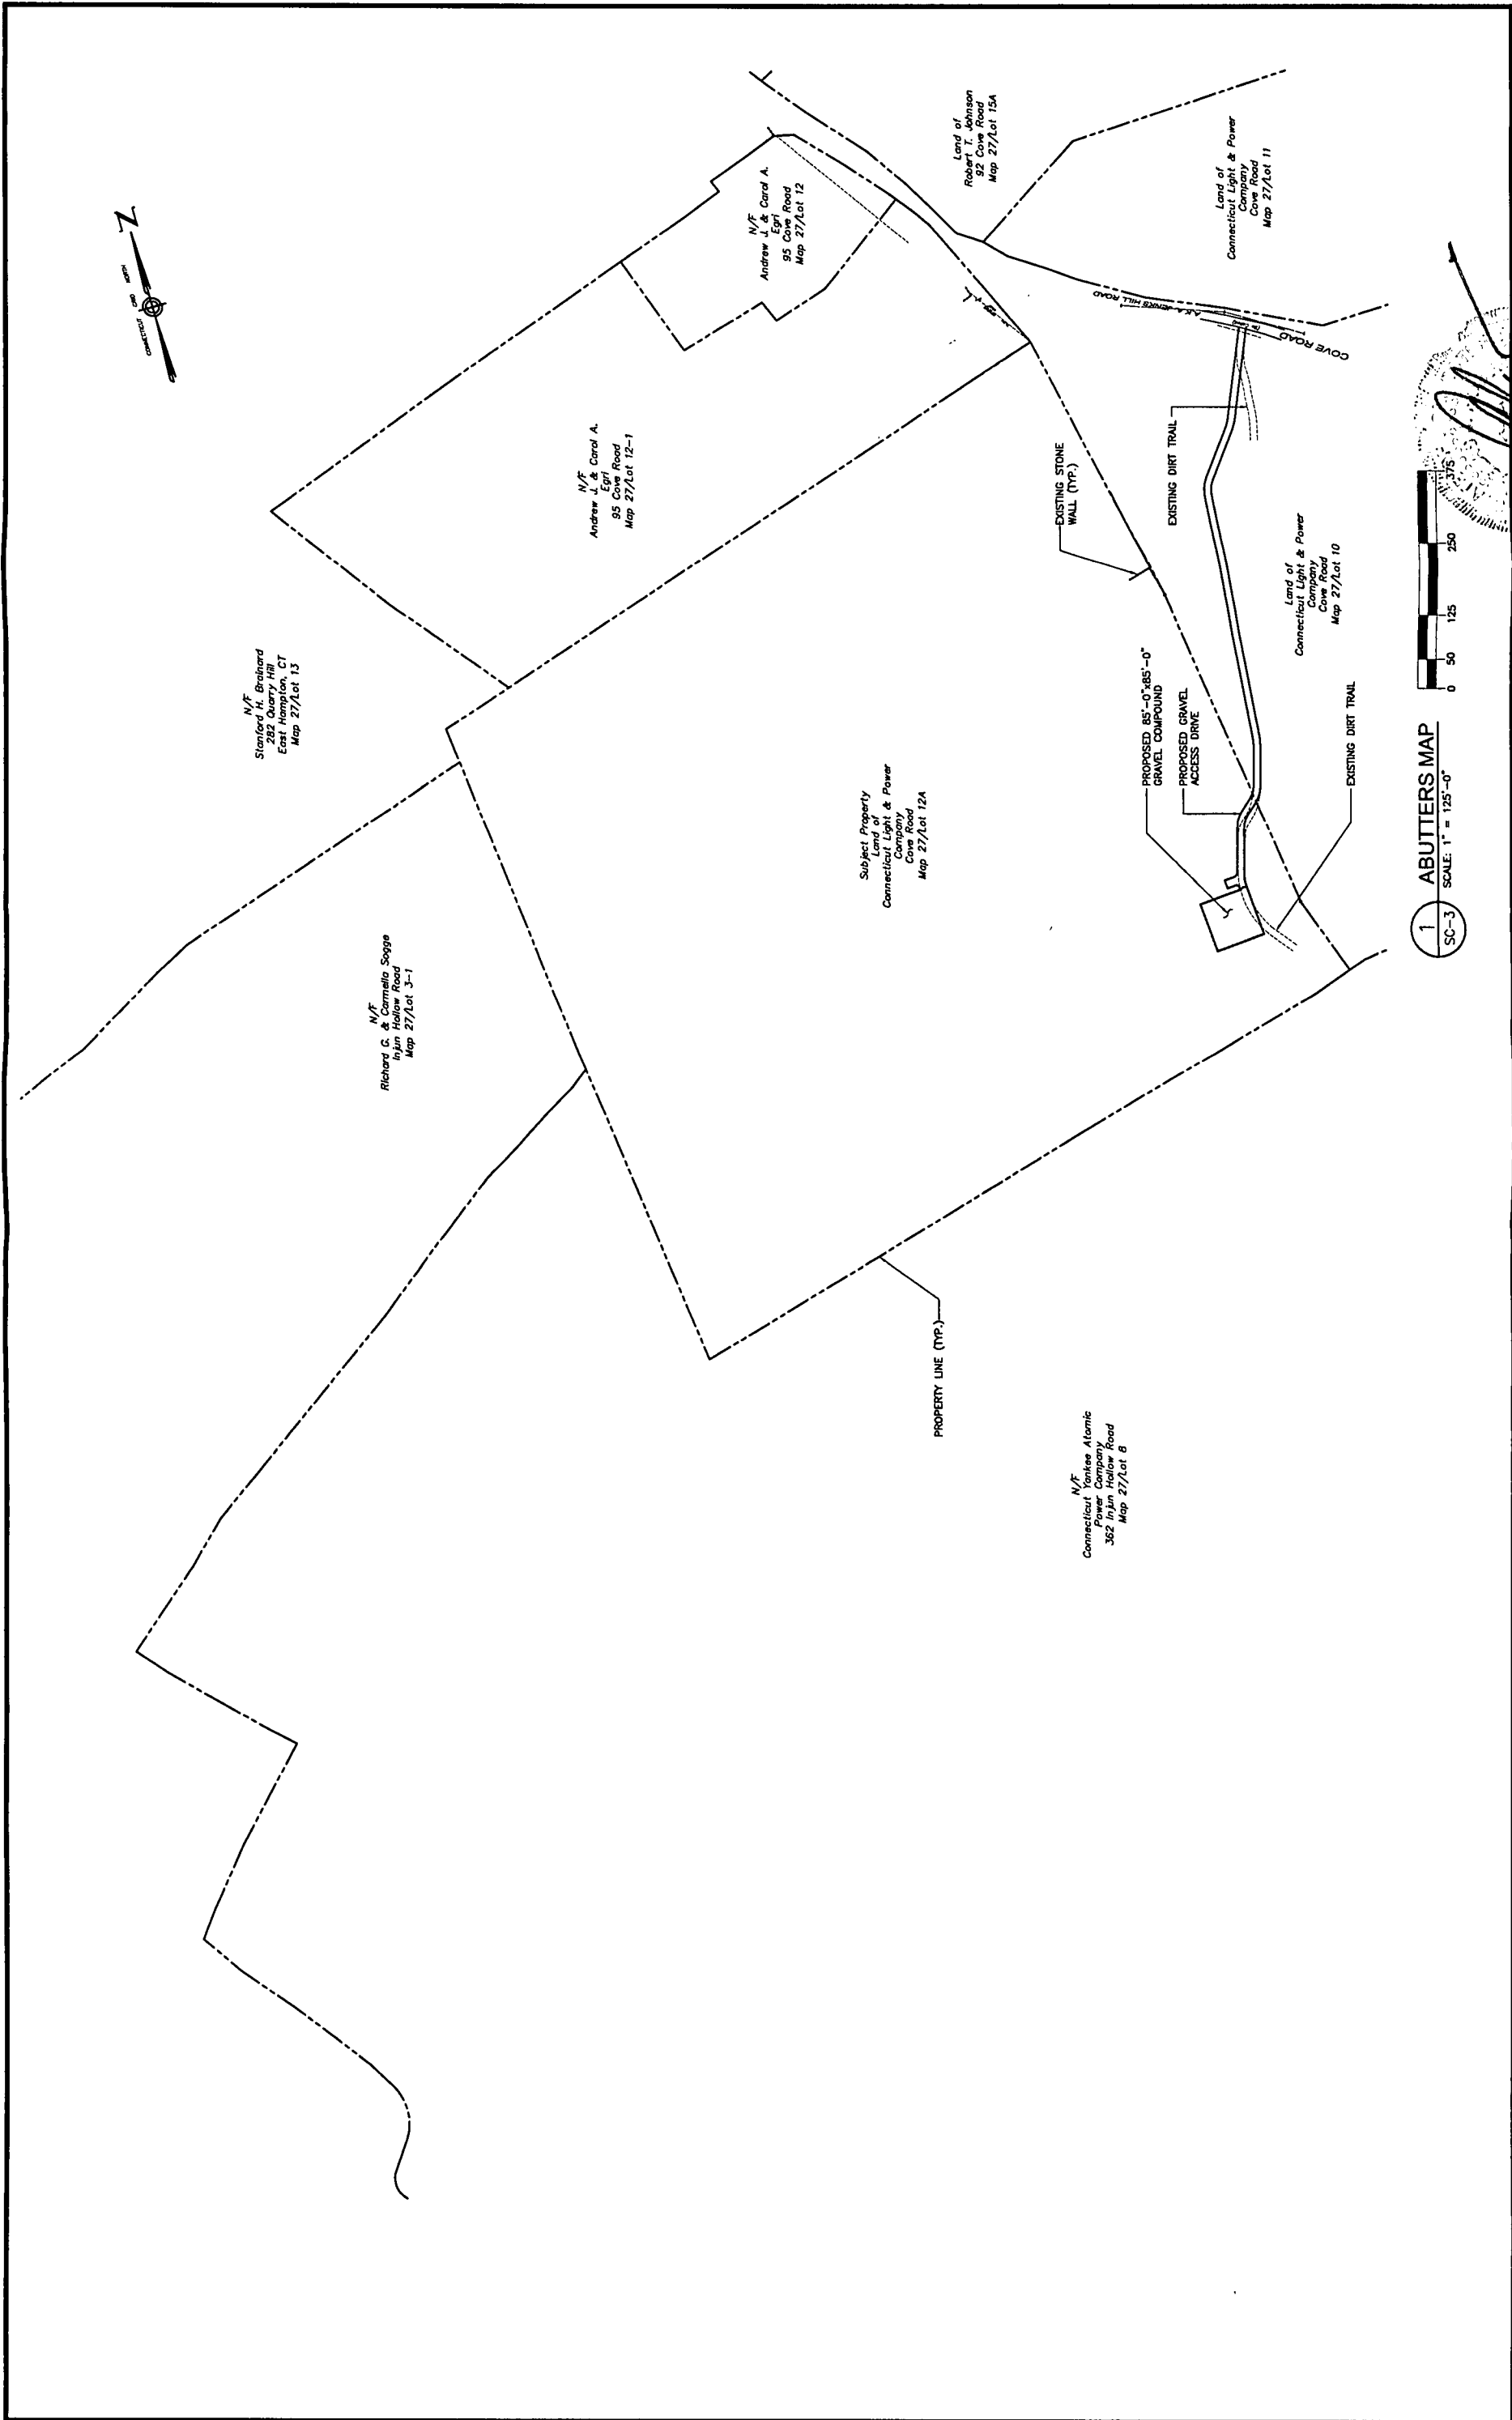 N/F
Stanford H. Brainard
282 Quarry Hill
East Hampton, CT
Map 27/Lot 13
CONNECTICUT GRID NORTH
N/F
Richard G. & Carmella Sogge
Injun Hollow Road
Map 27/Lot 3-1
N/F
Andrew J. & Carol A.
Egri
95 Cove Road
Map 27/Lot 12-1
N/F
Andrew J. & Carol A.
Egri
95 Cove Road
Map 27/Lot 12
Subject Property
Land of
Connecticut Light & Power
Company
Cove Road
Map 27/Lot 12A
PROPERTY LINE (TYP.)
Land of
Robert T. Johnson
92 Cove Road
Map 27/Lot 15A
N/F
Connecticut Yankee Atomic
Power Company
362 Injun Hollow Road
Map 27/Lot 8
EXISTING STONE
WALL (TYP.)
PROPOSED 85'-0"x85'-0"
GRAVEL COMPOUND
PROPOSED GRAVEL
ACCESS DRIVE
EXISTING DIRT TRAIL
A.K.A. JENKS HILL ROAD
COVE ROAD
Land of
Connecticut Light & Power
Company
Cove Road
Map 27/Lot 11
Land of
Connecticut Light & Power
Company
Cove Road
Map 27/Lot 10
EXISTING DIRT TRAIL
1
SC-3
ABUTTERS MAP
SCALE: 1" = 125'-0"
0 50 125 250 375